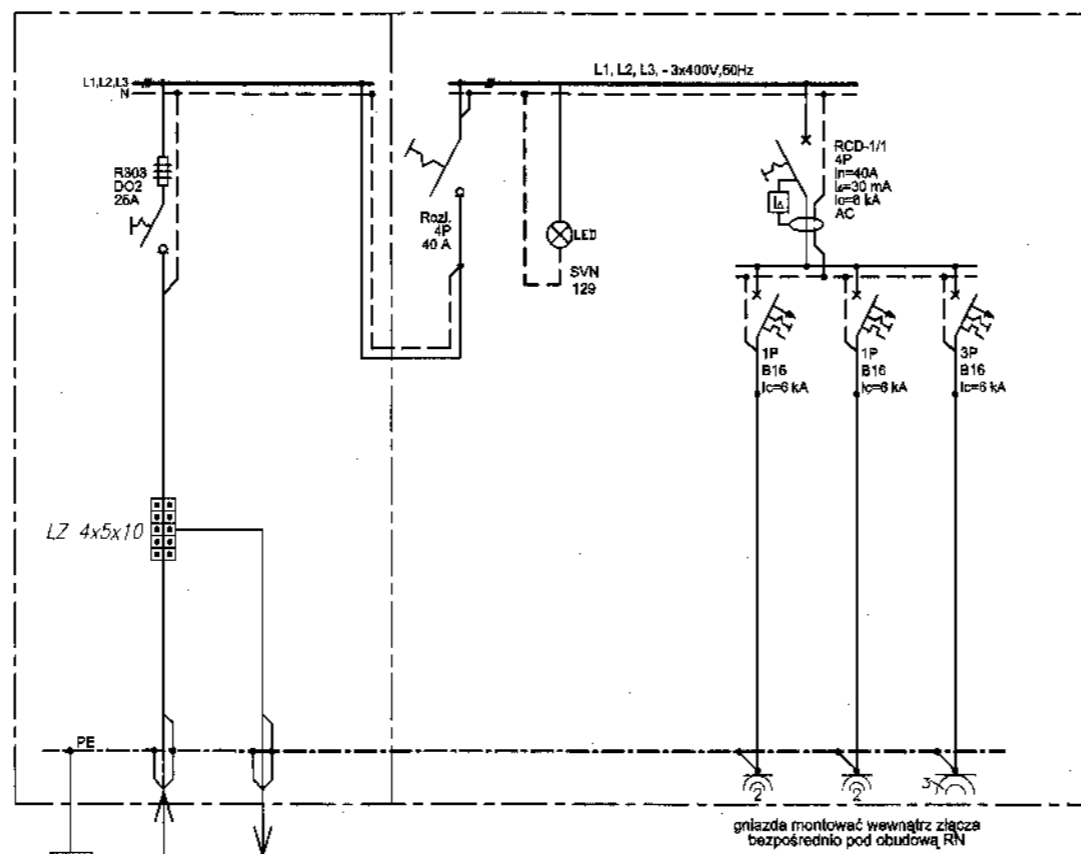 L1,L2,L3
N
L1, L2, L3, - 3x400V,50Hz
R303
DO2
25A
Rozł.
4P
40 A
LED
SVN
129
RCD-1/1
4P
In=40A
I∆=30 mA
Ic=6 kA
AC
I∆
1P
B16
Ic=6 kA
1P
B16
Ic=6 kA
3P
B16
Ic=6 kA
LZ 4x5x10
PE
2
2
3
gniazda montować wewnątrz złącza
bezpośrednio pod obudową RN